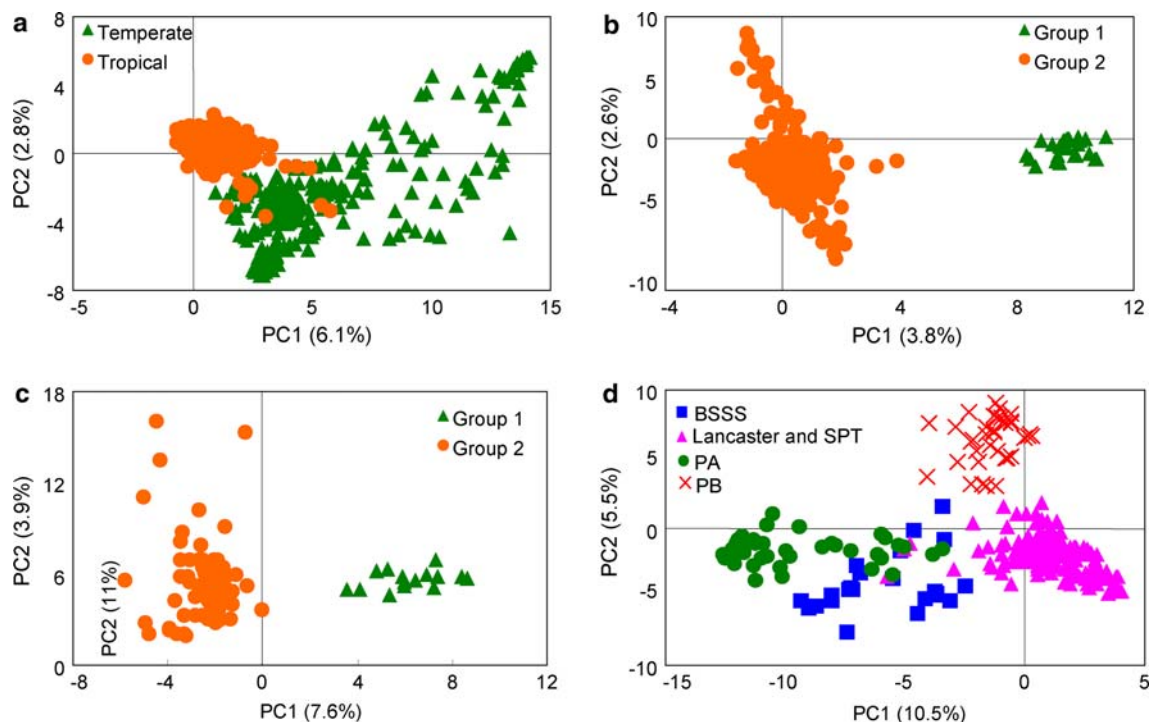 a
8
4
0
-4
-8
-5
0
5
10
15
PC2 (2.8%)
PC1 (6.1%)
Temperate
Tropical
b
10
5
0
-5
-10
-4
0
4
8
12
PC2 (2.6%)
PC1 (3.8%)
Group 1
Group 2
c
18
12
6
0
-8
-4
0
4
8
12
PC2 (3.9%)
PC2 (11%)
PC1 (7.6%)
Group 1
Group 2
d
10
5
0
-5
-10
-15
-10
-5
0
5
PC2 (5.5%)
PC1 (10.5%)
BSSS
Lancaster and SPT
PA
PB